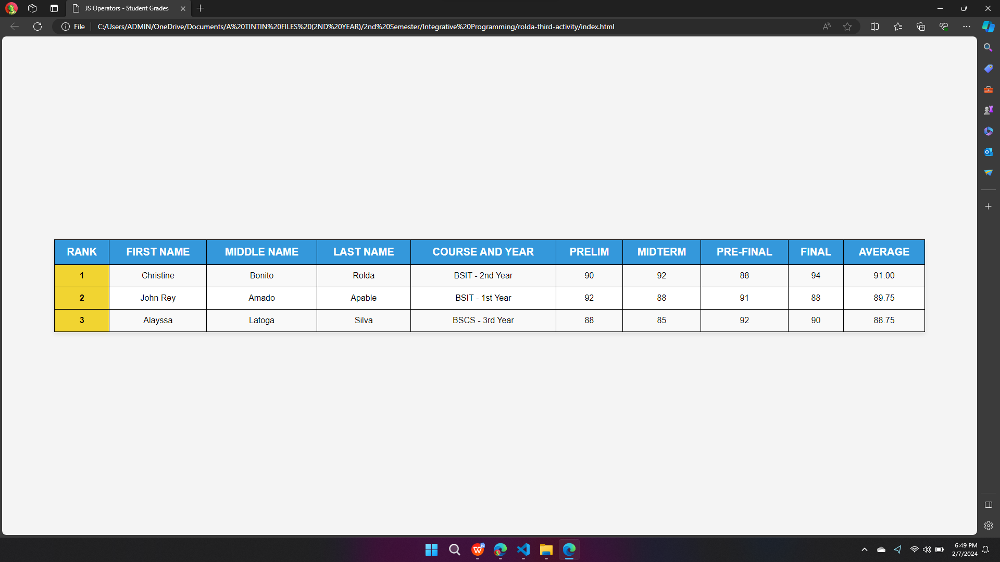 JS Operators - Student Grades
File C:/Users/ADMIN/OneDrive/Documents/A%20TINTIN%20FILES%20(2ND%20YEAR)/2nd%20Semester/Integrative%20Programming/rolda-third-activity/index.html
RANK FIRST NAME MIDDLE NAME LAST NAME COURSE AND YEAR PRELIM MIDTERM PRE-FINAL FINAL AVERAGE
1 Christine Bonito Rolda BSIT - 2nd Year 90 92 88 94 91.00
2 John Rey Amado Apable BSIT - 1st Year 92 88 91 88 89.75
3 Alayssa Latoga Silva BSCS - 3rd Year 88 85 92 90 88.75
6:49 PM
2/7/2024